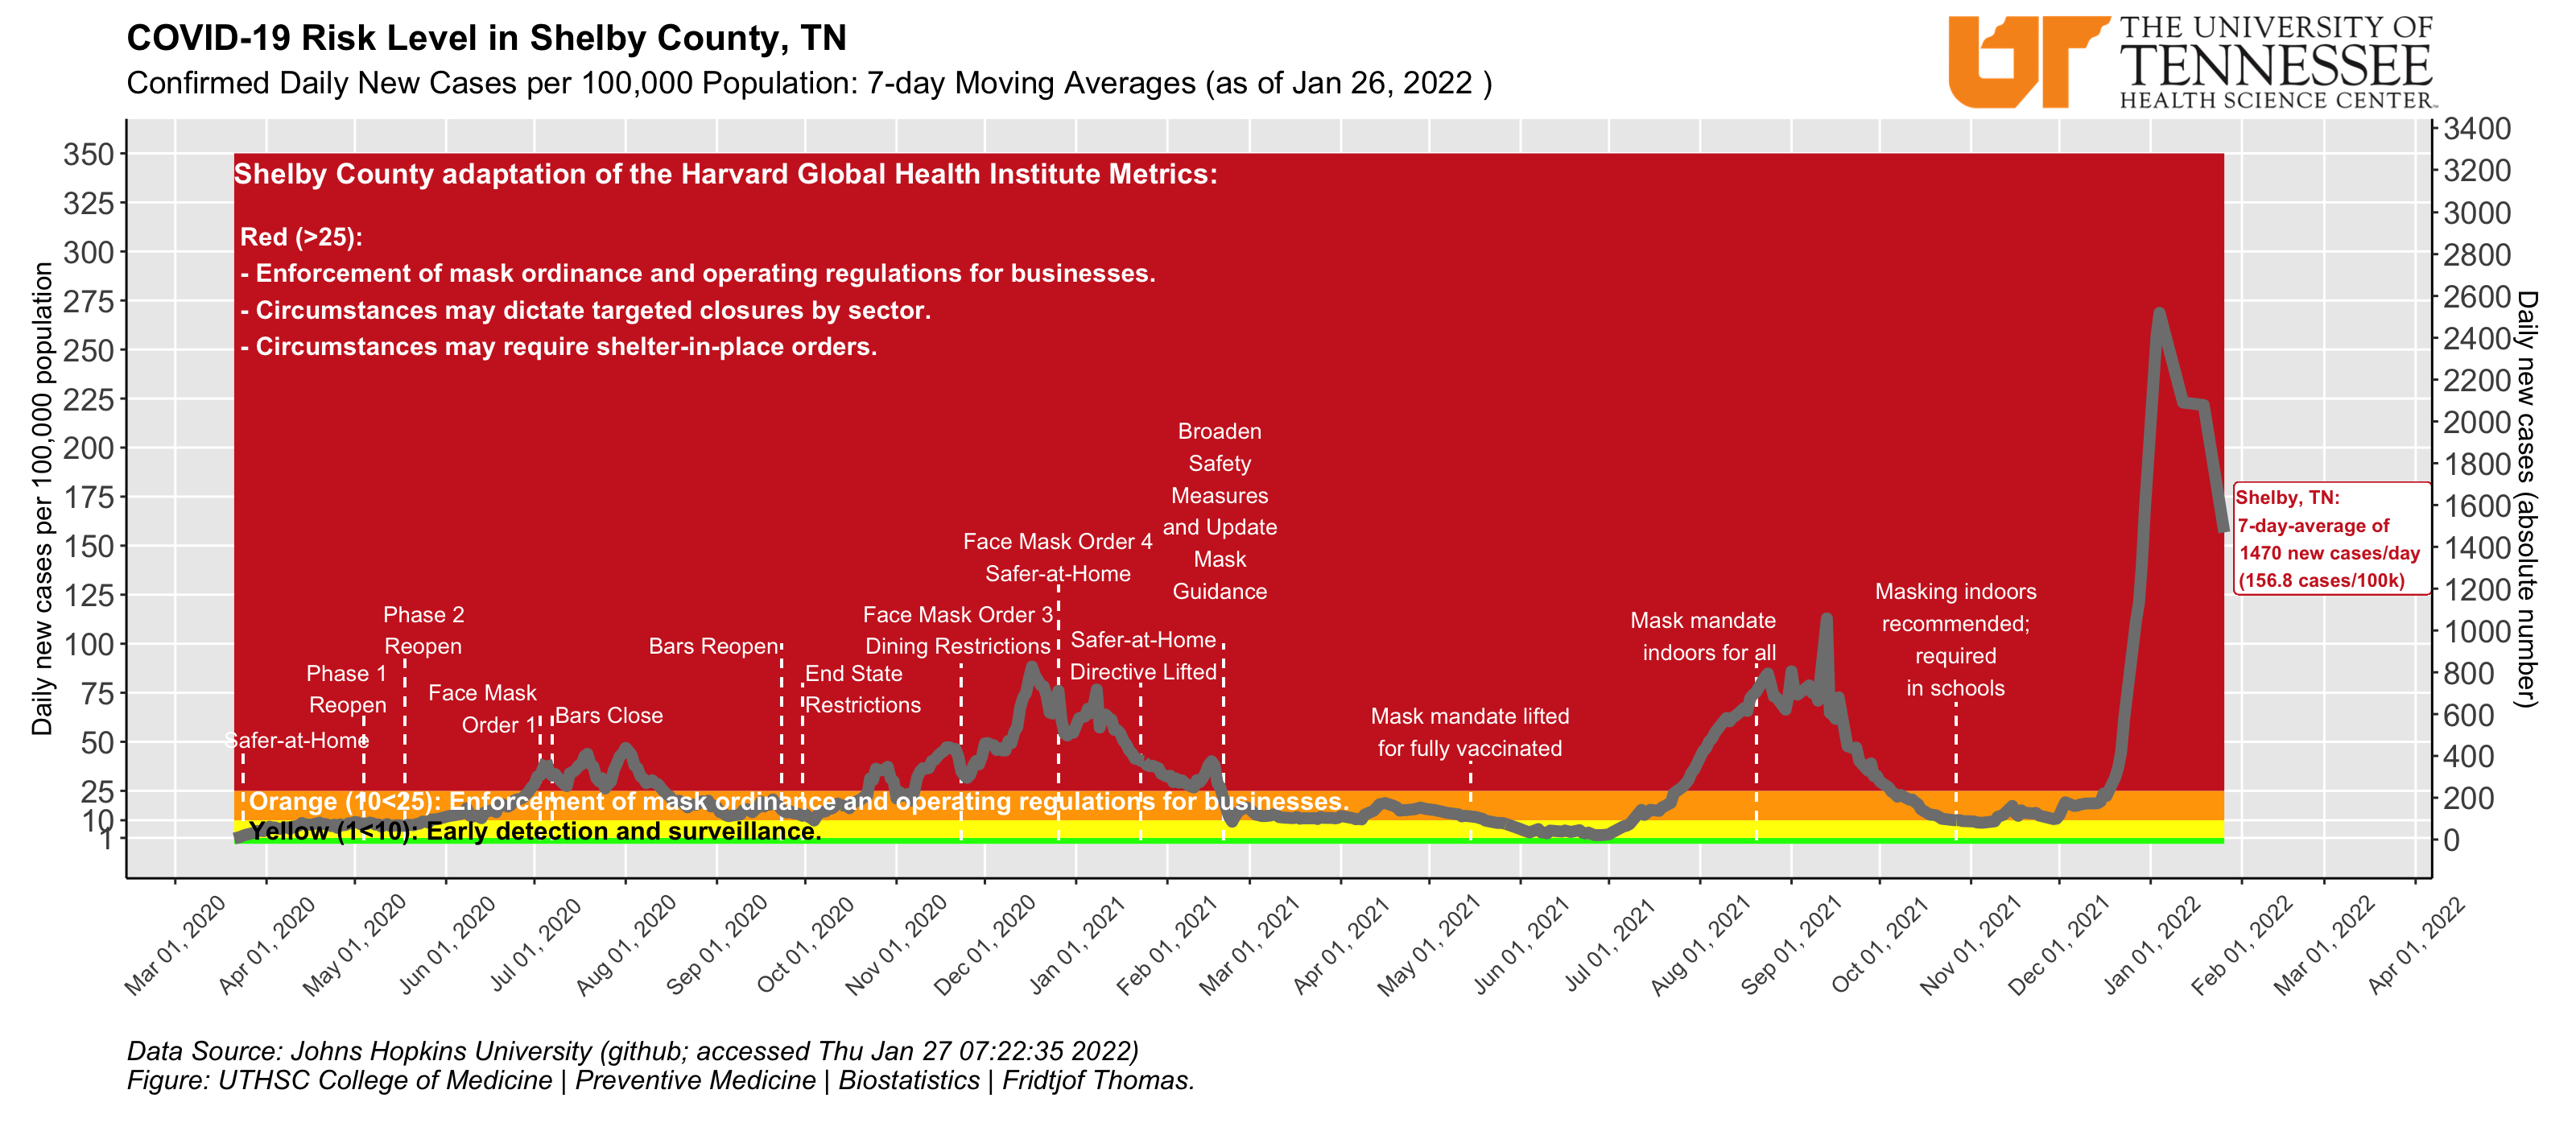 COVID-19 Risk Level in Shelby County, TN
Confirmed Daily New Cases per 100,000 Population: 7-day Moving Averages (as of Jan 26, 2022 )
UT
THE UNIVERSITY OF
TENNESSEE
HEALTH SCIENCE CENTER™
Daily new cases per 100,000 population
350
325
300
275
250
225
200
175
150
125
100
75
50
25
10
1
Shelby County adaptation of the Harvard Global Health Institute Metrics:
Red (>25):
- Enforcement of mask ordinance and operating regulations for businesses.
- Circumstances may dictate targeted closures by sector.
- Circumstances may require shelter-in-place orders.
Safer-at-Home
Phase 1
Reopen
Phase 2
Reopen
Face Mask
Order 1
Bars Close
Bars Reopen
End State
Restrictions
Face Mask Order 3
Dining Restrictions
Face Mask Order 4
Safer-at-Home
Safer-at-Home
Directive Lifted
Broaden
Safety
Measures
and Update
Mask
Guidance
Mask mandate lifted
for fully vaccinated
Mask mandate
indoors for all
Masking indoors
recommended;
required
in schools
Orange (10<25): Enforcement of mask ordinance and operating regulations for businesses.
Yellow (1<10): Early detection and surveillance.
Shelby, TN:
7-day-average of
1470 new cases/day
(156.8 cases/100k)
3400
3200
3000
2800
2600
2400
2200
2000
1800
1600
1400
1200
1000
800
600
400
200
0
Daily new cases (absolute number)
Mar 01, 2020
Apr 01, 2020
May 01, 2020
Jun 01, 2020
Jul 01, 2020
Aug 01, 2020
Sep 01, 2020
Oct 01, 2020
Nov 01, 2020
Dec 01, 2020
Jan 01, 2021
Feb 01, 2021
Mar 01, 2021
Apr 01, 2021
May 01, 2021
Jun 01, 2021
Jul 01, 2021
Aug 01, 2021
Sep 01, 2021
Oct 01, 2021
Nov 01, 2021
Dec 01, 2021
Jan 01, 2022
Feb 01, 2022
Mar 01, 2022
Apr 01, 2022
Data Source: Johns Hopkins University (github; accessed Thu Jan 27 07:22:35 2022)
Figure: UTHSC College of Medicine | Preventive Medicine | Biostatistics | Fridtjof Thomas.